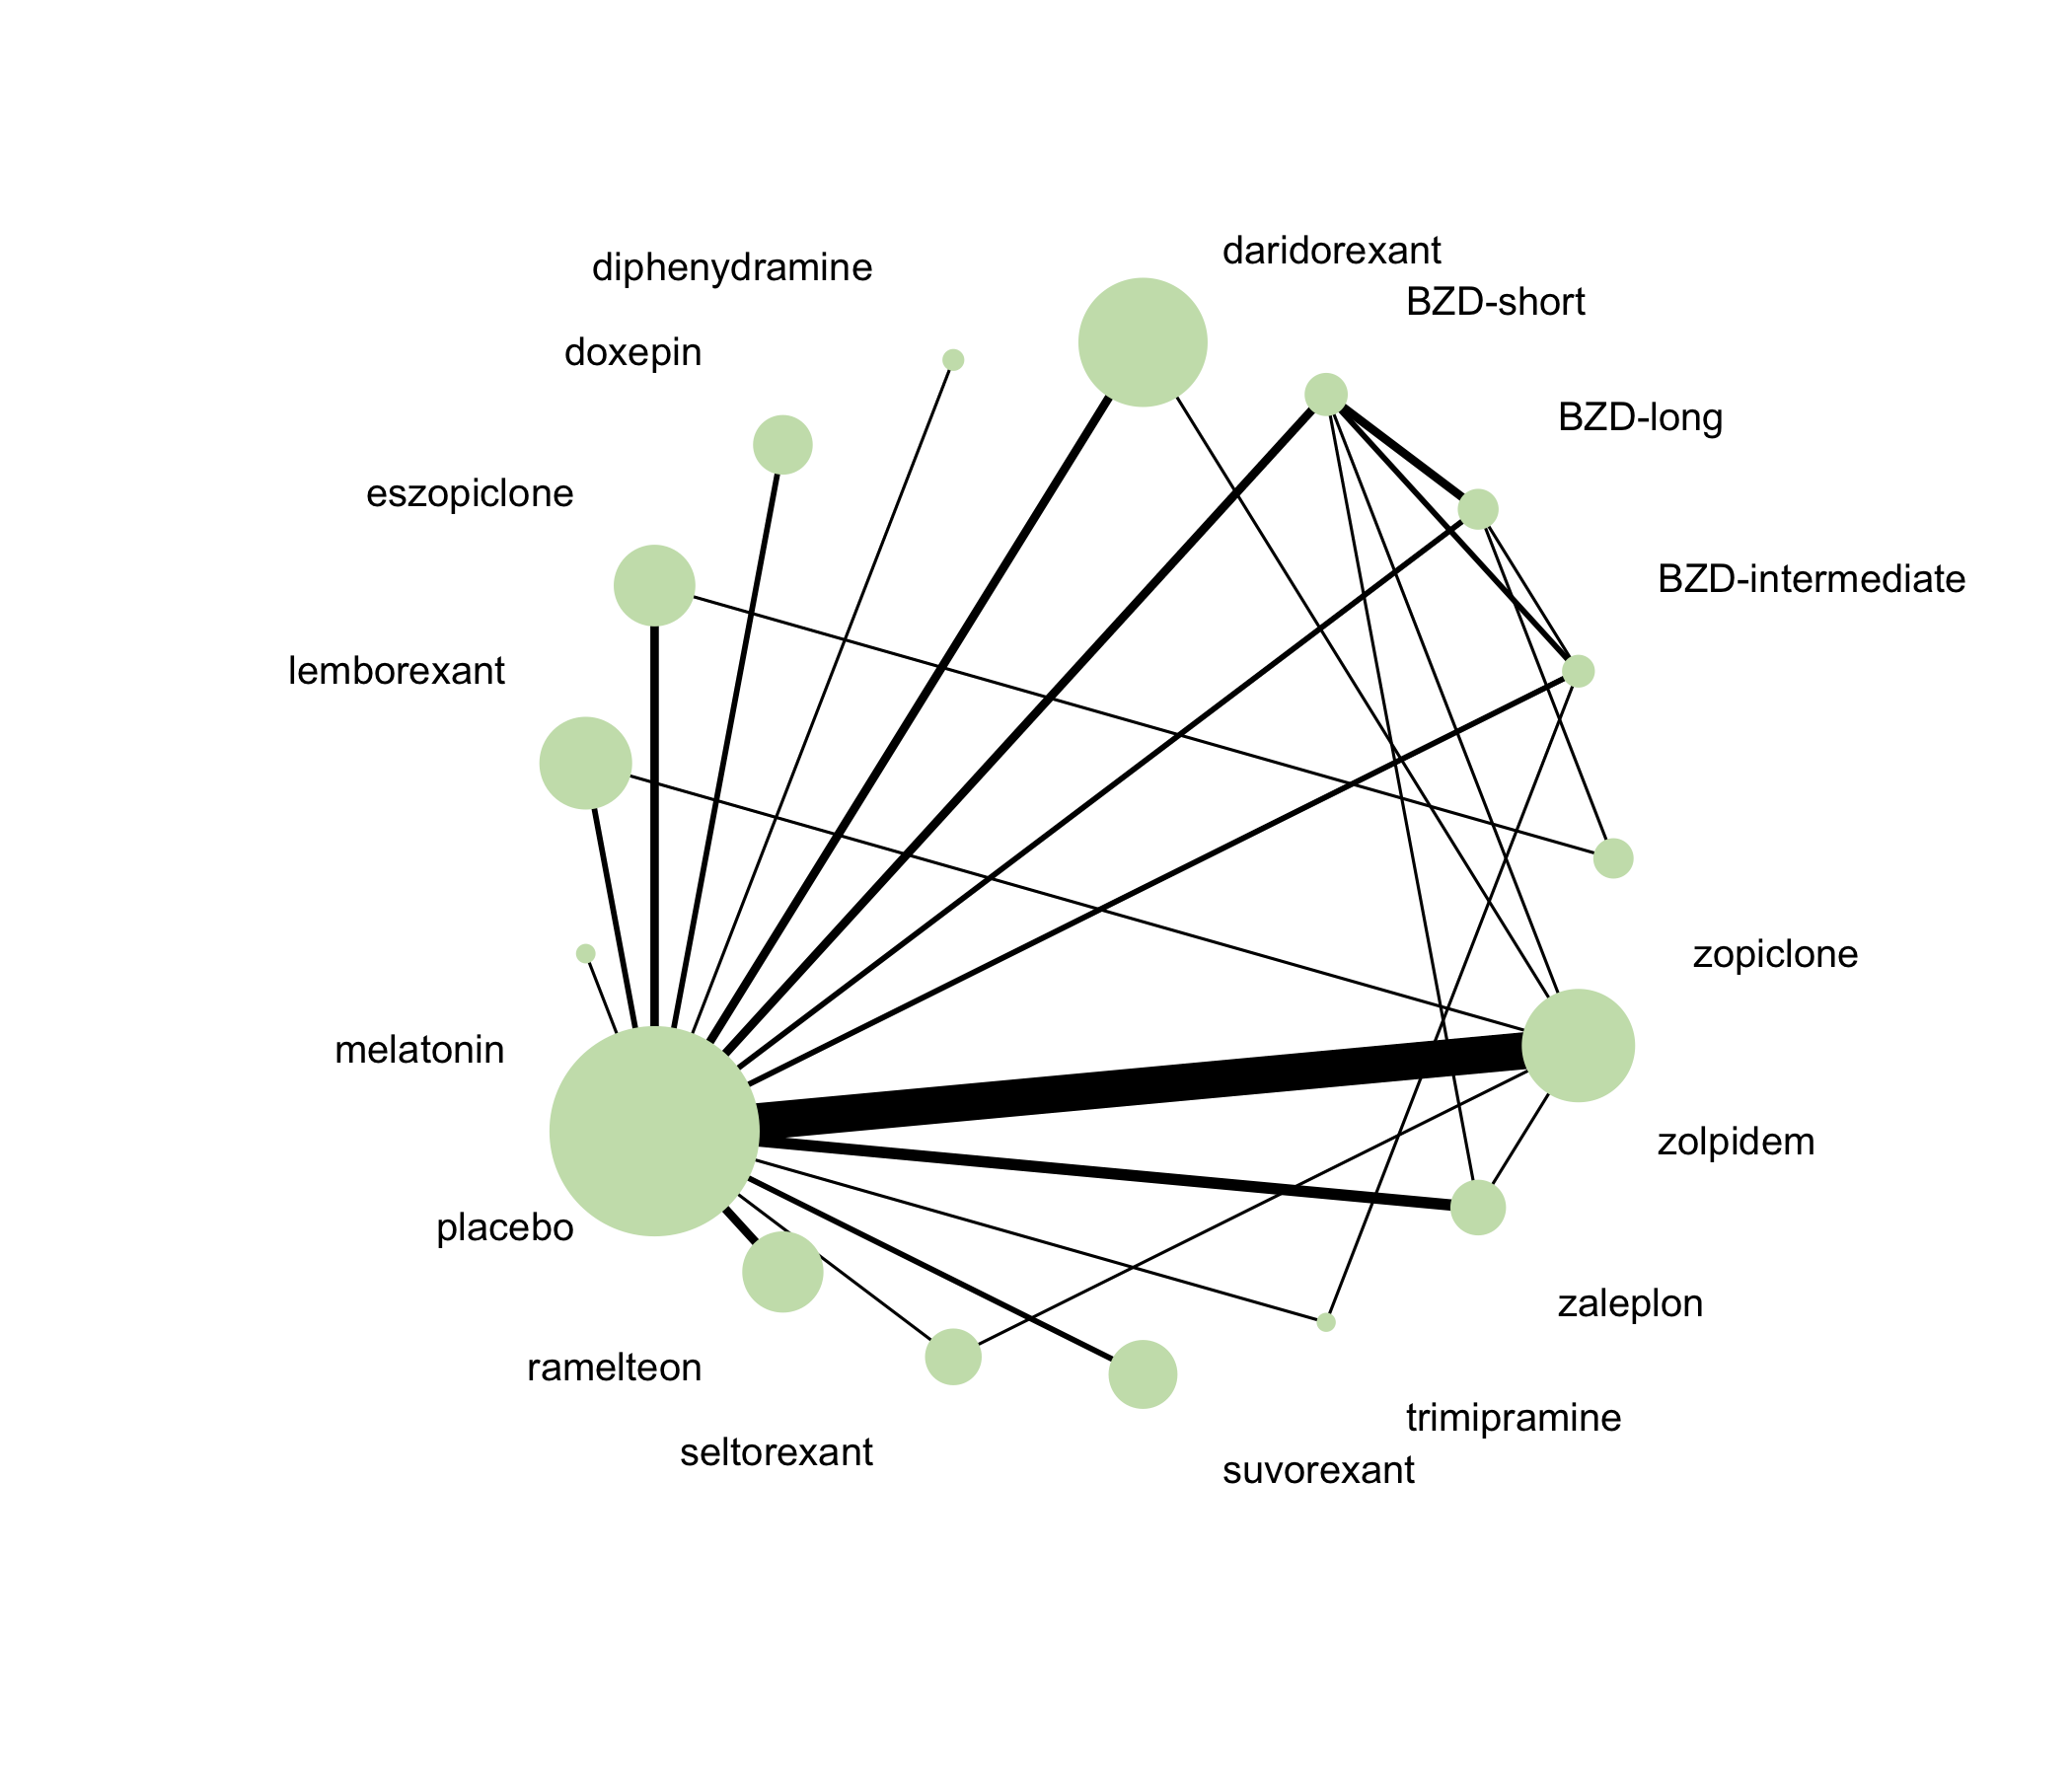 daridorexant
diphenydramine
BZD-short
doxepin
BZD-long
eszopiclone
BZD-intermediate
lemborexant
zopiclone
melatonin
zolpidem
placebo
zaleplon
ramelteon
trimipramine
seltorexant
suvorexant